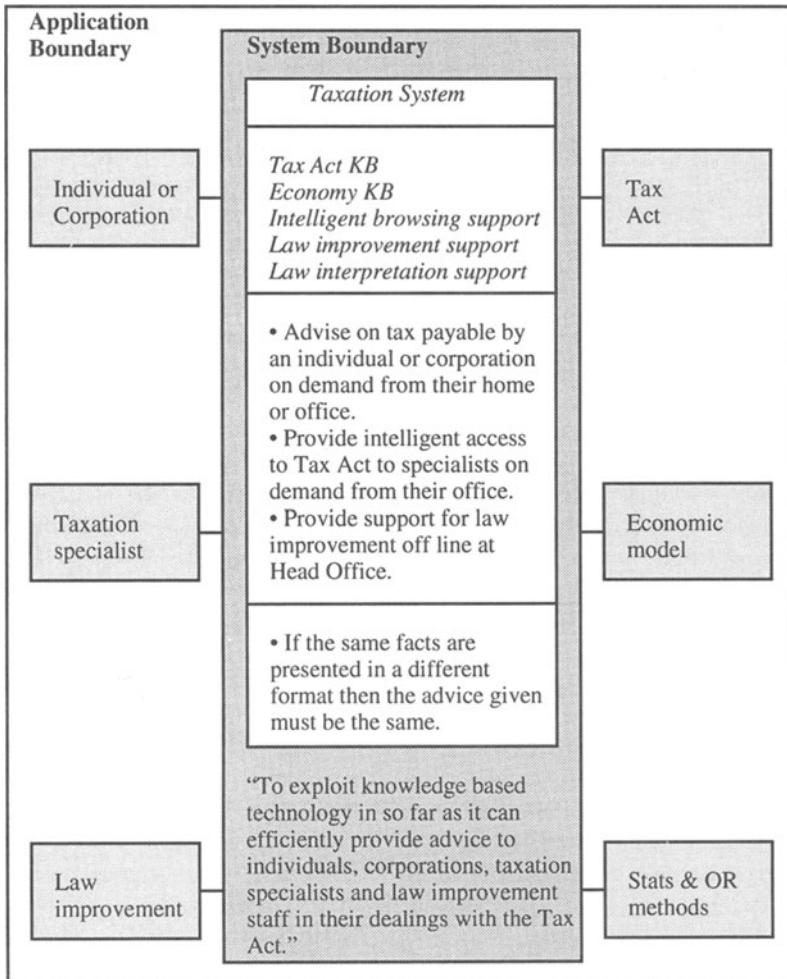 Application
Boundary
System Boundary
Taxation System
Tax Act KB
Economy KB
Intelligent browsing support
Law improvement support
Law interpretation support
Individual or
Corporation
Tax
Act
• Advise on tax payable by
an individual or corporation
on demand from their home
or office.
• Provide intelligent access
to Tax Act to specialists on
demand from their office.
• Provide support for law
improvement off line at
Head Office.
Taxation
specialist
Economic
model
• If the same facts are
presented in a different
format then the advice given
must be the same.
“To exploit knowledge based
technology in so far as it can
efficiently provide advice to
individuals, corporations, taxation
specialists and law improvement
staff in their dealings with the Tax
Act.”
Law
improvement
Stats & OR
methods